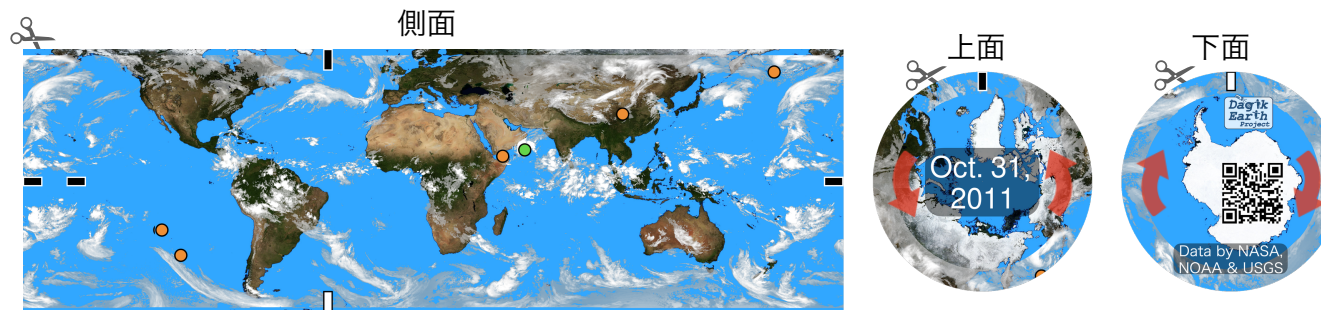 側面
上面
下面
Oct. 31,
2011
Dagik
Earth
Project
Data by NASA,
NOAA & USGS